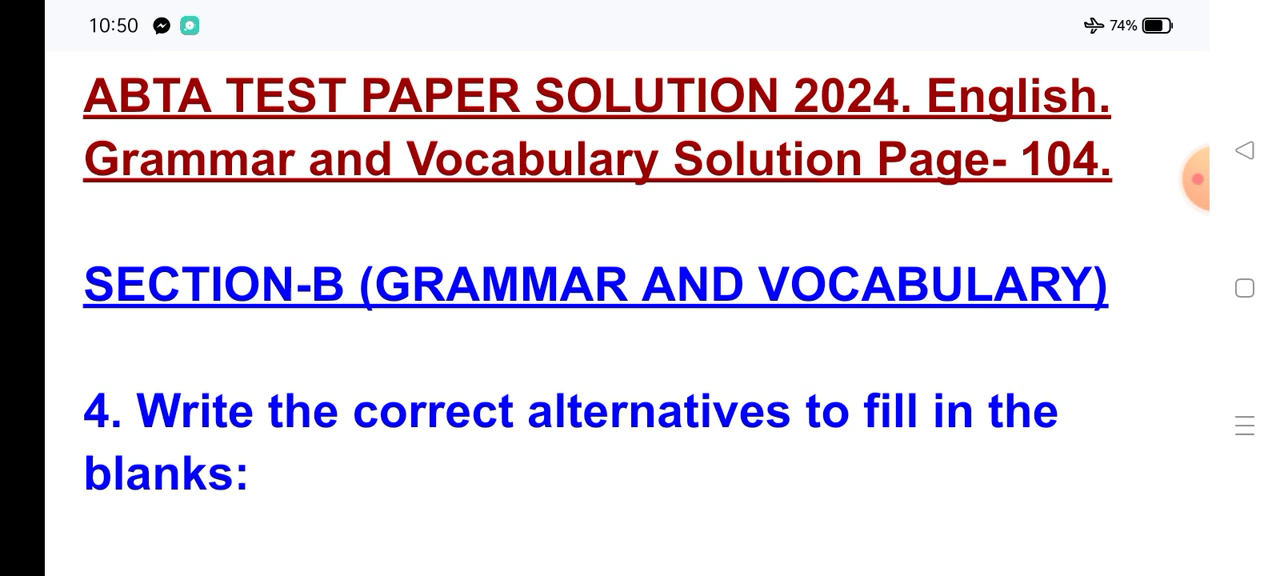 10:50 74%
ABTA TEST PAPER SOLUTION 2024. English.
Grammar and Vocabulary Solution Page- 104.
SECTION-B (GRAMMAR AND VOCABULARY)
4. Write the correct alternatives to fill in the
blanks: